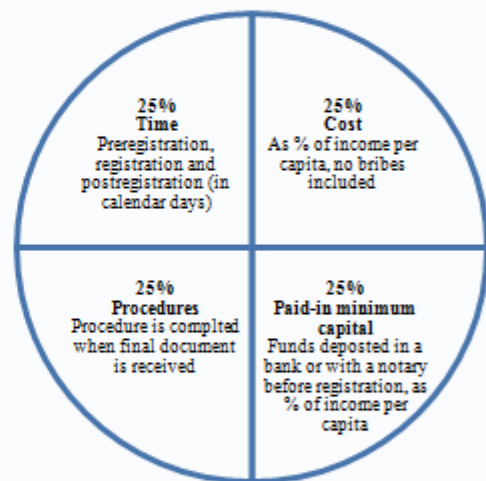 25%
Time
Preregistration,
registration and
postregistration (in
calendar days)
25%
Cost
As % of income per
capita, no bribes
included
25%
Procedures
Procedure is complted
when final document
is received
25%
Paid-in minimum
capital
Funds deposited in a
bank or with a notary
before registration, as
% of income per
capita